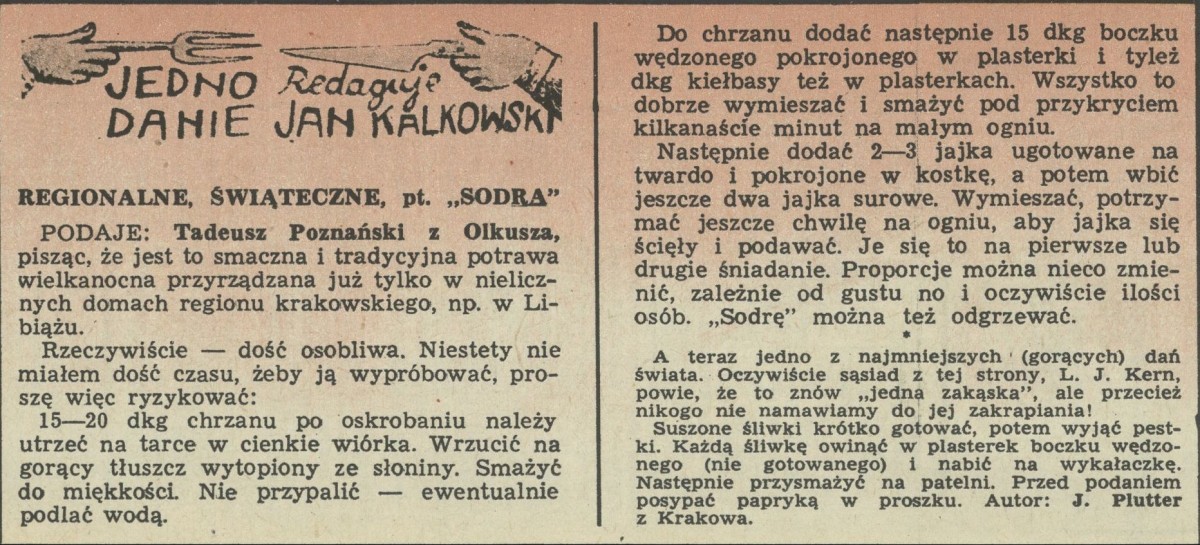 JEDNO Redaguje
DANIE JAN KALKOWSKI
REGIONALNE, ŚWIĄTECZNE, pt. „SODRA”
PODAJE: Tadeusz Poznański z Olkusza,
pisząc, że jest to smaczna i tradycyjna potrawa
wielkanocna przyrządzana już tylko w nielicz-
nych domach regionu krakowskiego, np. w Li-
biążu.
Rzeczywiście — dość osobliwa. Niestety nie
miałem dość czasu, żeby ją wypróbować, pro-
szę więc ryzykować:
15—20 dkg chrzanu po oskrobaniu należy
utrzeć na tarce w cienkie wiórka. Wrzucić na
gorący tłuszcz wytopiony ze słoniny. Smażyć
do miękkości. Nie przypalić — ewentualnie
podlać wodą.
Do chrzanu dodać następnie 15 dkg boczku
wędzonego pokrojonego w plasterki i tyleż
dkg kiełbasy też w plasterkach. Wszystko to
dobrze wymieszać i smażyć pod przykryciem
kilkanaście minut na małym ogniu.
Następnie dodać 2—3 jajka ugotowane na
twardo i pokrojone w kostkę, a potem wbić
jeszcze dwa jajka surowe. Wymieszać, potrzy-
mać jeszcze chwilę na ogniu, aby jajka się
ścięły i podawać. Je się to na pierwsze lub
drugie śniadanie. Proporcje można nieco zmie-
nić, zależnie od gustu no i oczywiście ilości
osób. „Sodrę” można też odgrzewać.
*
A teraz jedno z najmniejszych (gorących) dań
świata. Oczywiście sąsiad z tej strony, L. J. Kern,
powie, że to znów „jedna zakąska”, ale przecież
nikogo nie namawiamy do jej zakrapiania!
Suszone śliwki krótko gotować, potem wyjąć pest-
ki. Każdą śliwkę owinąć w plasterek boczku wędzo-
nego (nie gotowanego) i nabić na wykałaczkę.
Następnie przysmażyć na patelni. Przed podaniem
posypać papryką w proszku. Autor: J. Plutter
z Krakowa.